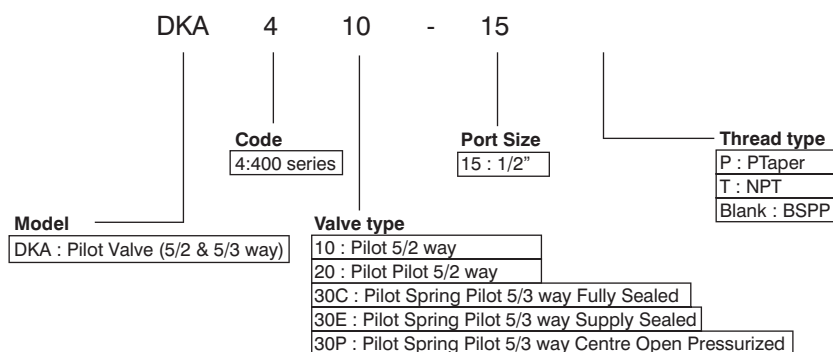 DKA 4 10 - 15
Code
4:400 series
Port Size
15 : 1/2”
Thread type
P : PTaper
T : NPT
Blank : BSPP
Model
DKA : Pilot Valve (5/2 & 5/3 way)
Valve type
10 : Pilot 5/2 way
20 : Pilot Pilot 5/2 way
30C : Pilot Spring Pilot 5/3 way Fully Sealed
30E : Pilot Spring Pilot 5/3 way Supply Sealed
30P : Pilot Spring Pilot 5/3 way Centre Open Pressurized